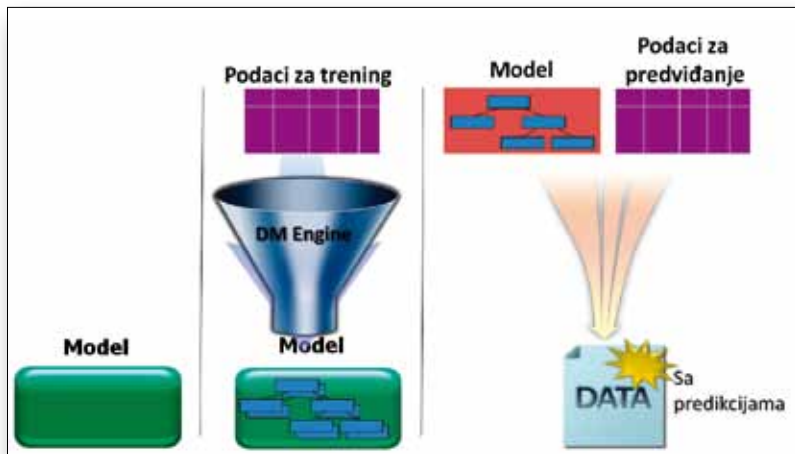 Model
Podaci za trening
DM Engine
Model
Model
Podaci za
predviđanje
DATA
Sa
predikcijama